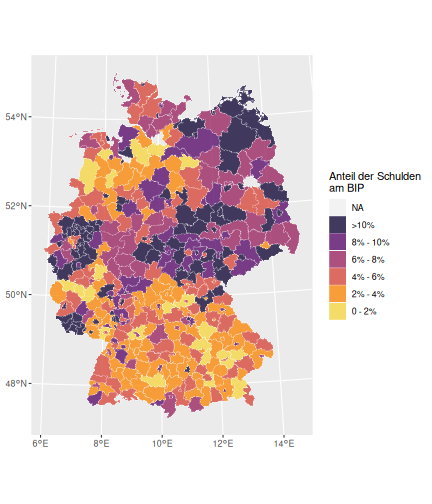 54°N
52°N
50°N
48°N
6°E
8°E
10°E
12°E
14°E
Anteil der Schulden
am BIP
NA
>10%
8% - 10%
6% - 8%
4% - 6%
2% - 4%
0 - 2%